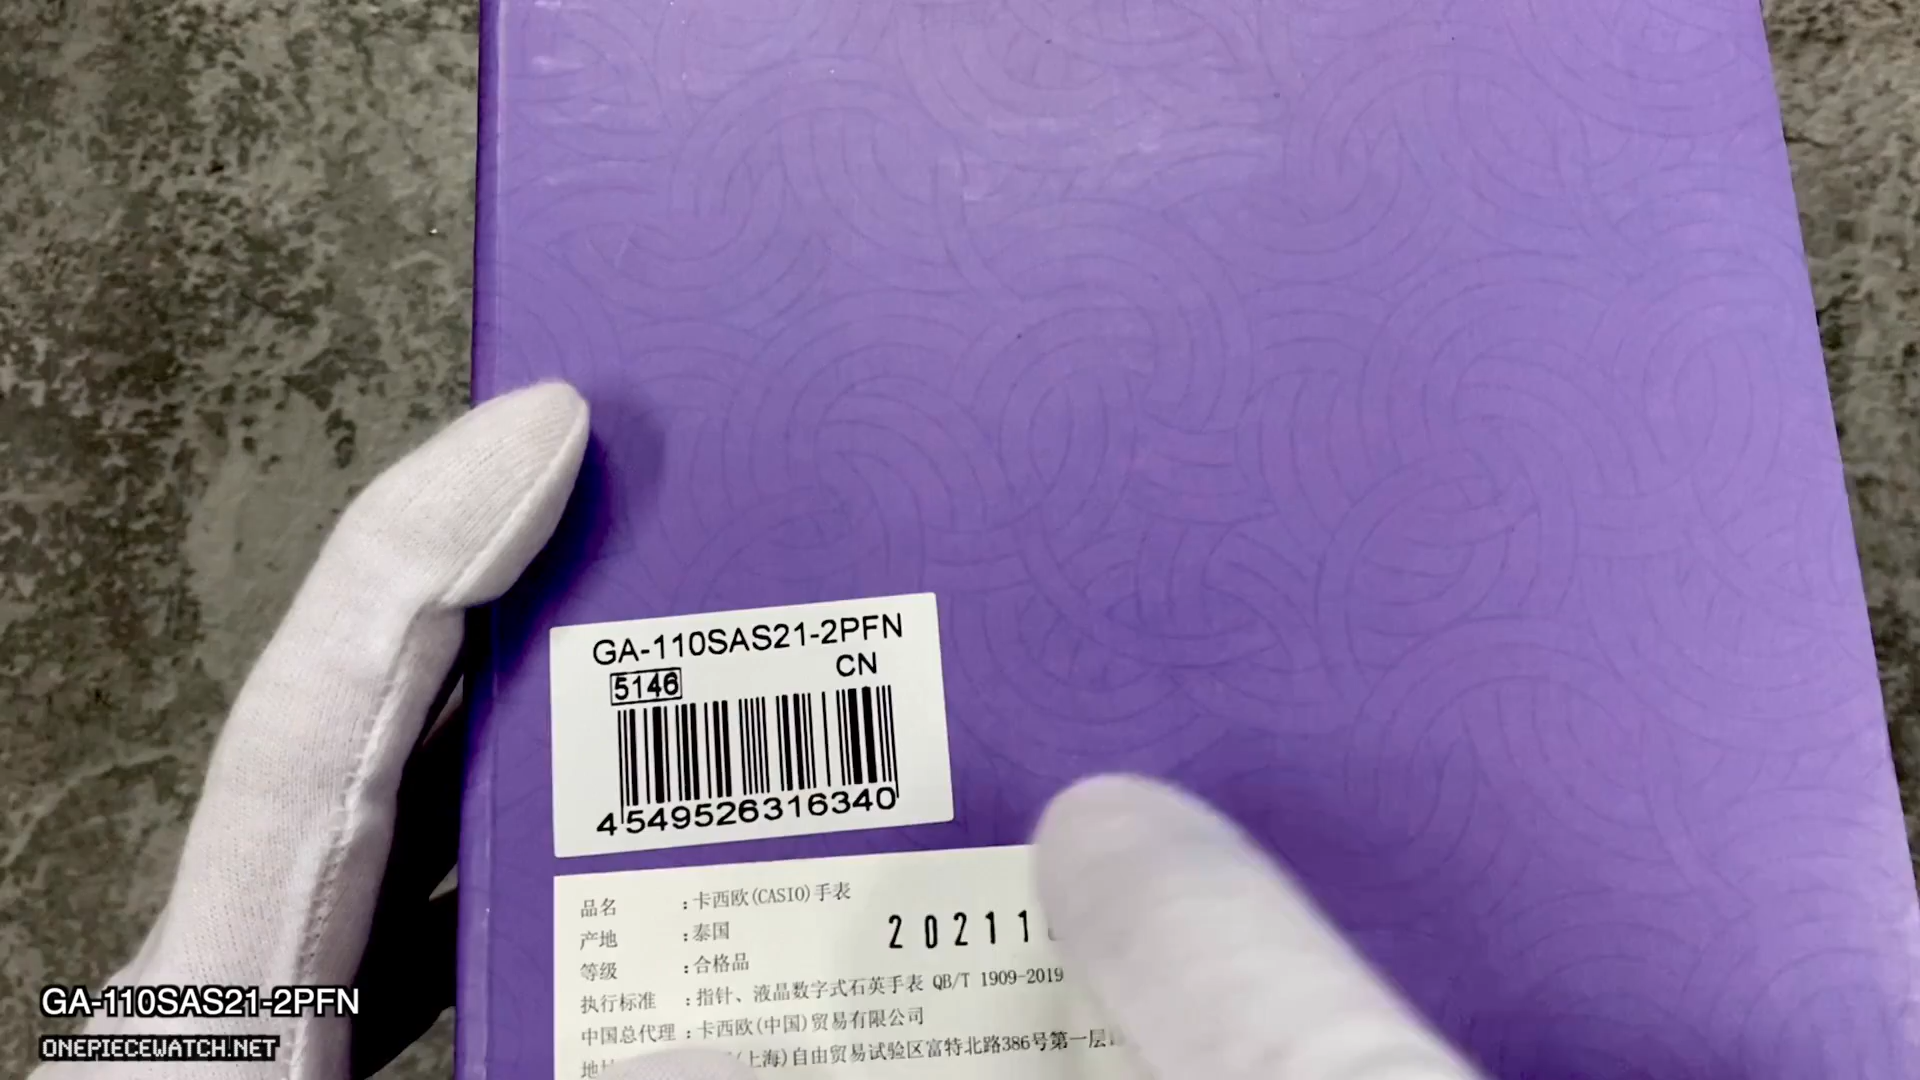 GA-110SAS21-2PFN
5146
CN
4549526316340
品名 :卡西欧(CASIO)手表
产地 :泰国
20211
等级 :合格品
执行标准 :指针、液晶数字式石英手表 QB/T 1909-2019
中国总代理 :卡西欧(中国)贸易有限公司
(上海)自由贸易试验区富特北路386号第一层
GA-110SAS21-2PFN
ONEPIECEWATCH.NET